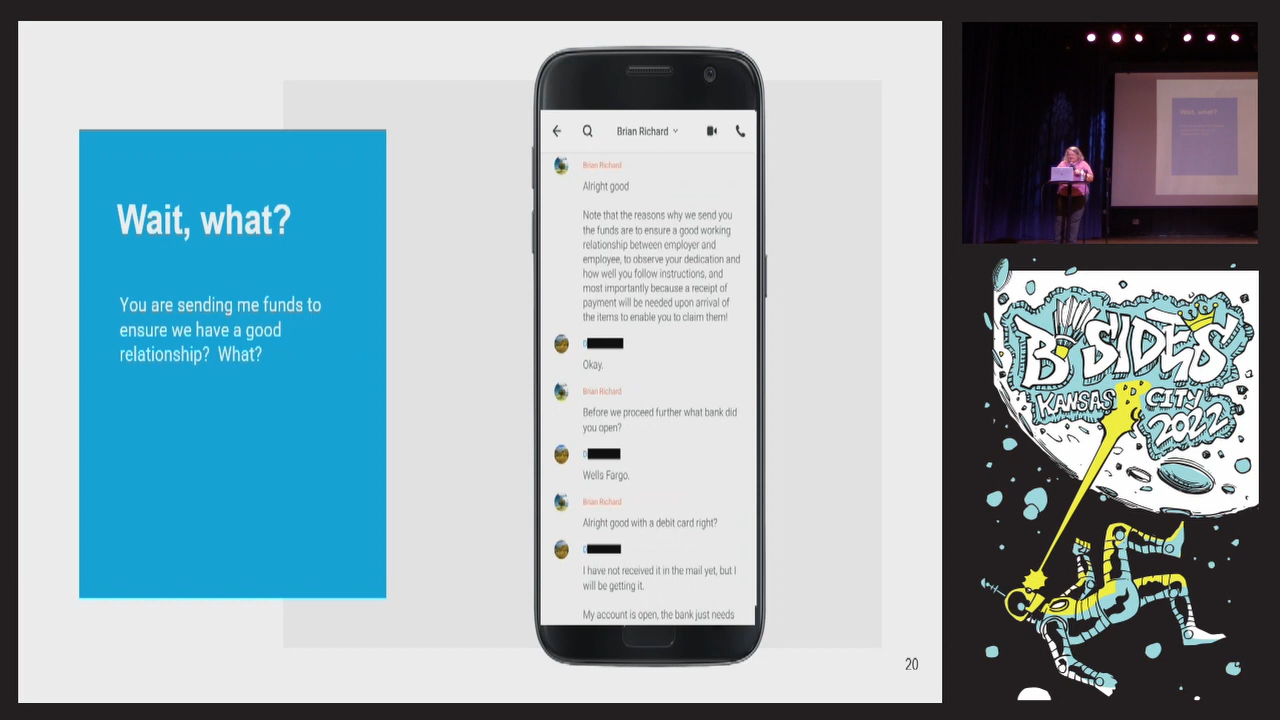 Wait, what?
You are sending me funds to
ensure we have a good
relationship? What?
Brian Richard
Brian Richard
Alright good
Note that the reasons why we send you
the funds are to ensure a good working
relationship between employer and
employee, to observe your dedication and
how well you follow instructions, and
most importantly because a receipt of
payment will be needed upon arrival of
the items to enable you to claim them!
D
Okay.
Brian Richard
Before we proceed further what bank did
you open?
D
Wells Fargo.
Brian Richard
Alright good with a debit card right?
D
I have not received it in the mail yet, but I
will be getting it.
My account is open, the bank just needs
20
Wait, what?
BSIDES
KANSAS CITY
2022